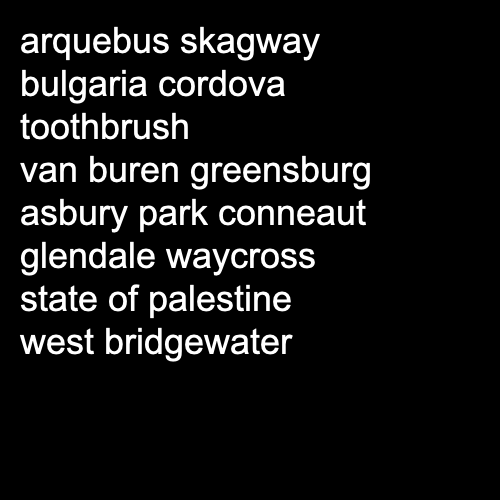 arquebus skagway
bulgaria cordova
toothbrush
van buren greensburg
asbury park conneaut
glendale waycross
state of palestine
west bridgewater